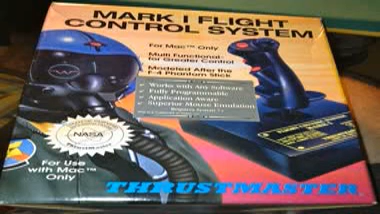 MARK I FLIGHT
CONTROL SYSTEM
For Mac™ Only
Multi Functional
for Greater Control
Modeled After the
F-4 Phantom Stick
✓ Works with Any Software
✓ Fully Programmable
✓ Application Aware
✓ Superior Mouse Emulation
NASA
For Use
with Mac™
Only
THRUSTMASTER